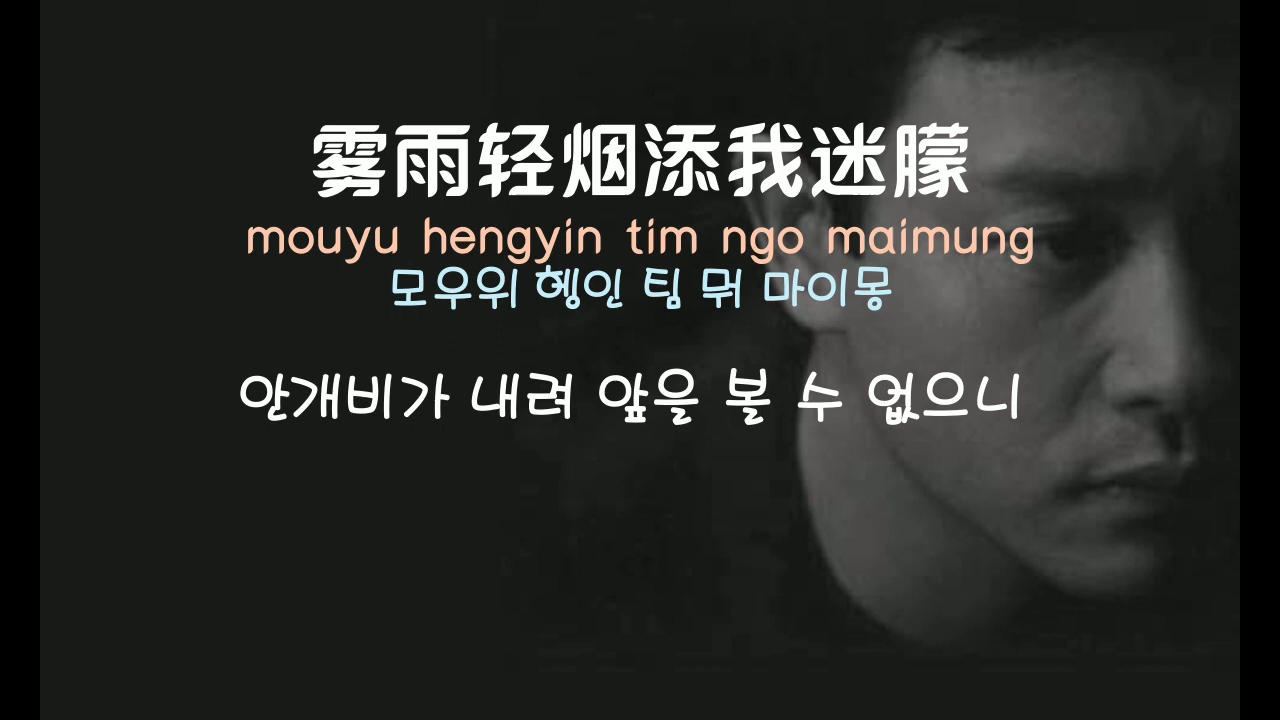 雾雨轻烟添我迷朦
mouyu hengyin tim ngo maimung
모우위 헹인 팀 뭐 마이몽
안개비가 내려 앞을 볼 수 없으니